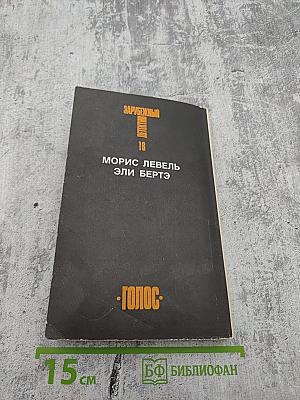 ЗАРУБЕЖНЫЙ
ДЕТЕКТИВ
18
МОРИС ЛЕВЕЛЬ
ЭЛИ БЕРТЭ
·ГОЛОС·
15 см
БФ БИБЛИОФАН